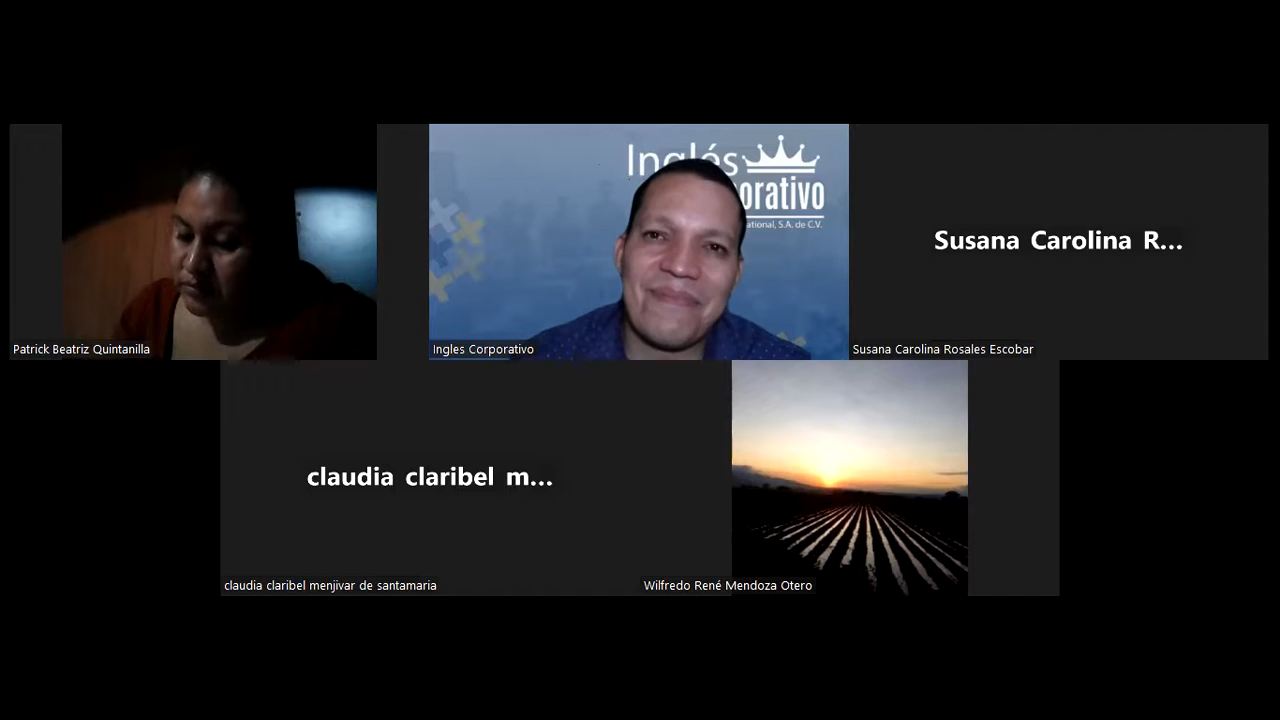 Inglés
orativo
ational, S.A. de C.V.
Susana Carolina R...
Patrick Beatriz Quintanilla
Ingles Corporativo
Susana Carolina Rosales Escobar
claudia claribel m...
claudia claribel menjivar de santamaria
Wilfredo René Mendoza Otero